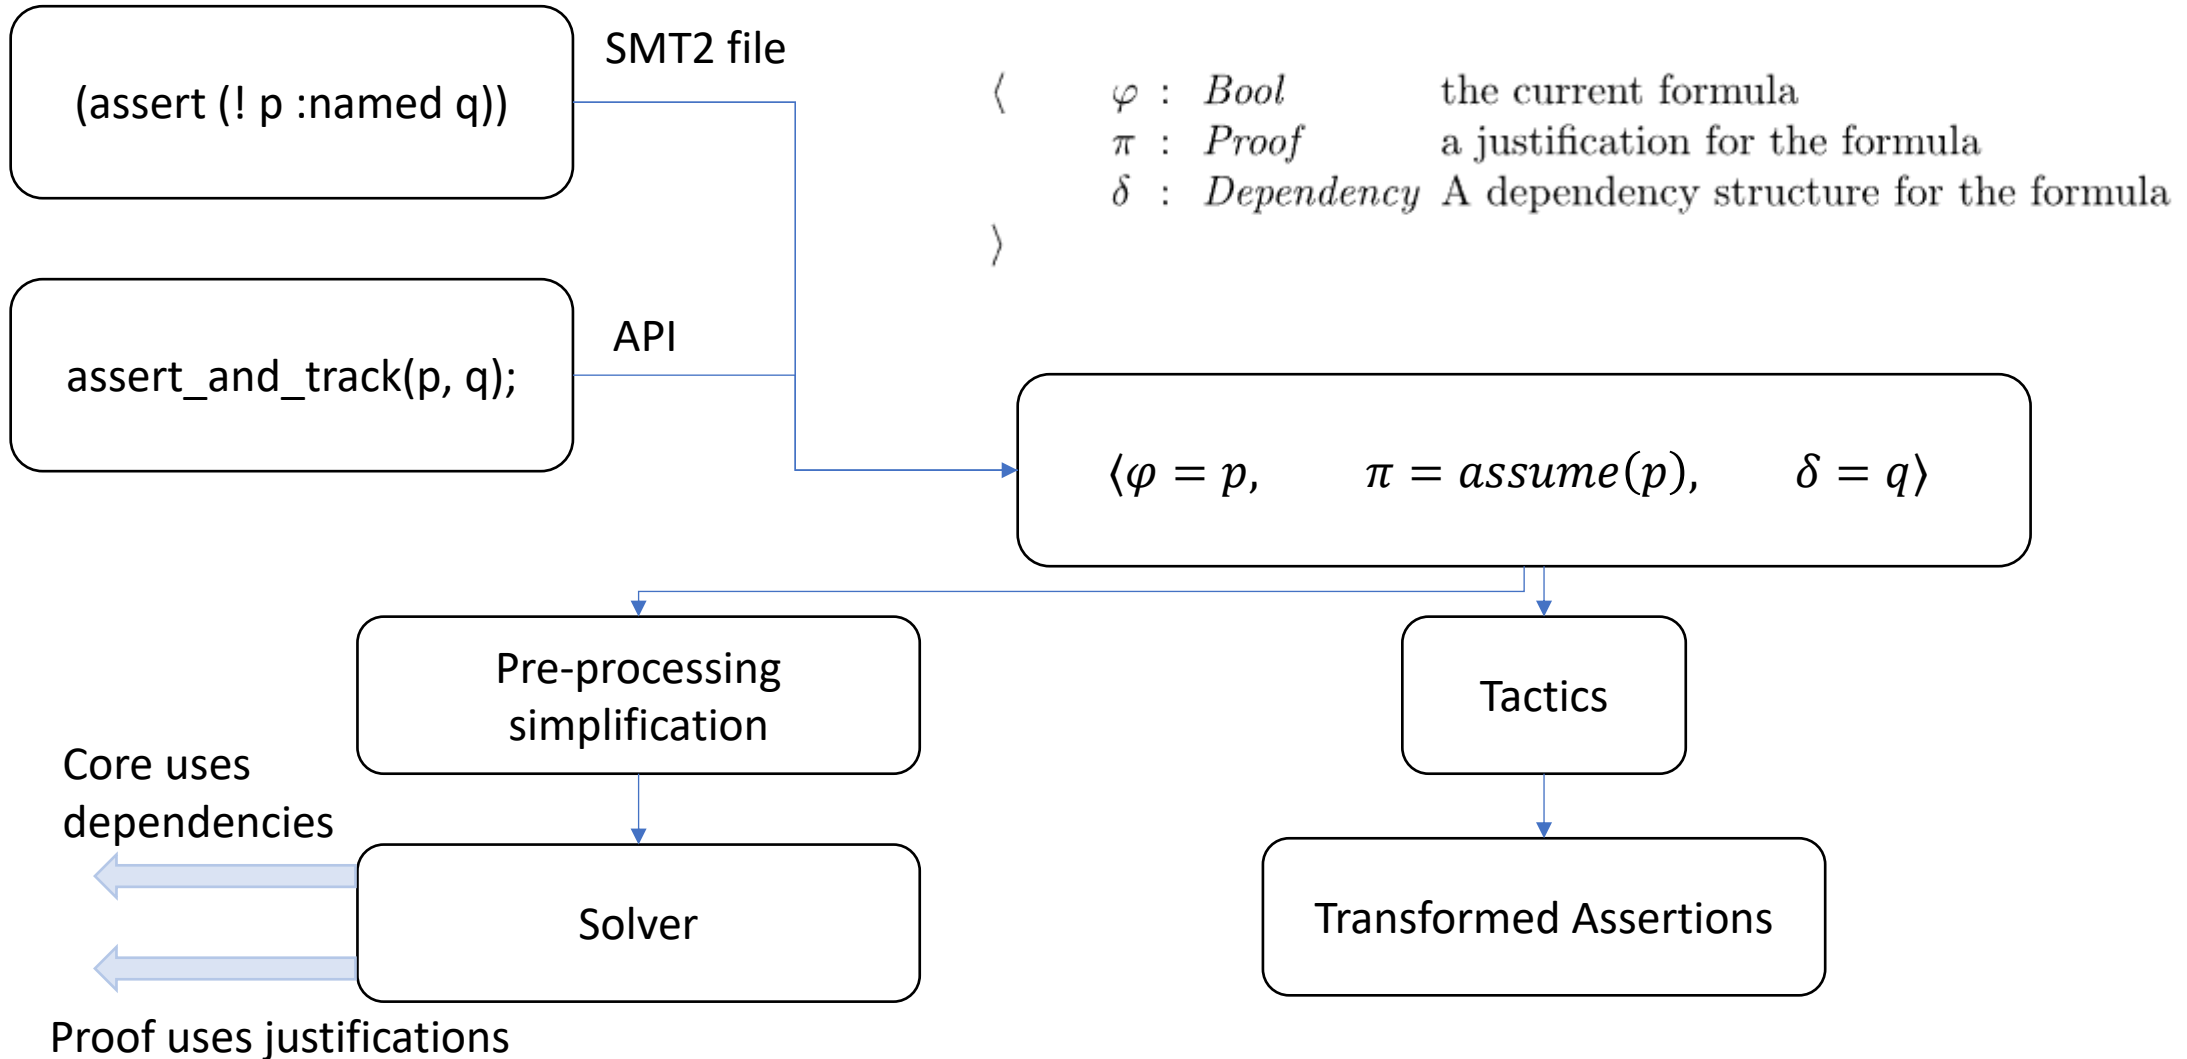 (assert (! p :named q))
SMT2 file
⟨ φ : Bool the current formula
π : Proof a justification for the formula
δ : Dependency A dependency structure for the formula
⟩
assert_and_track(p, q);
API
⟨φ = p, π = assume(p), δ = q⟩
Pre-processing
simplification
Tactics
Core uses
dependencies
Solver
Transformed Assertions
Proof uses justifications